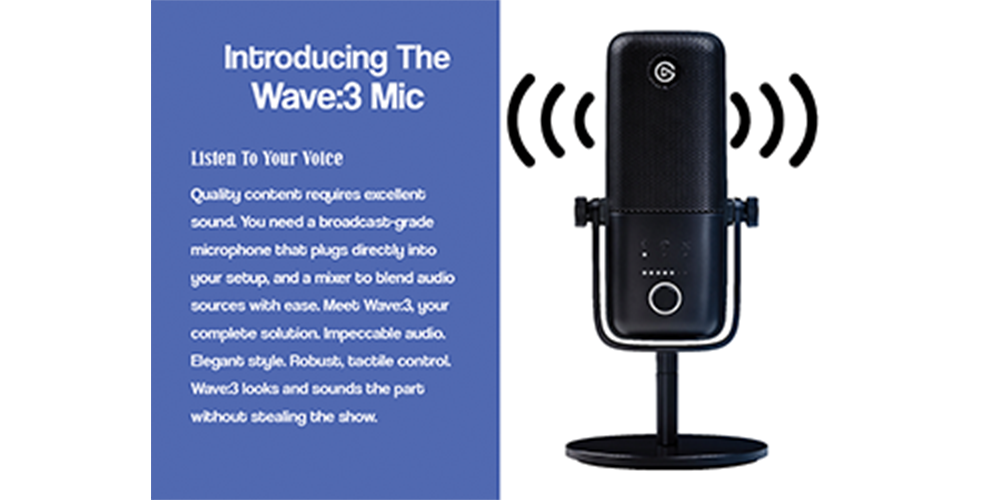 Introducing The
Wave:3 Mic
Listen To Your Voice
Quality content requires excellent
sound. You need a broadcast-grade
microphone that plugs directly into
your setup, and a mixer to blend audio
sources with ease. Meet Wave:3, your
complete solution. Impeccable audio.
Elegant style. Robust, tactile control.
Wave:3 looks and sounds the part
without stealing the show.